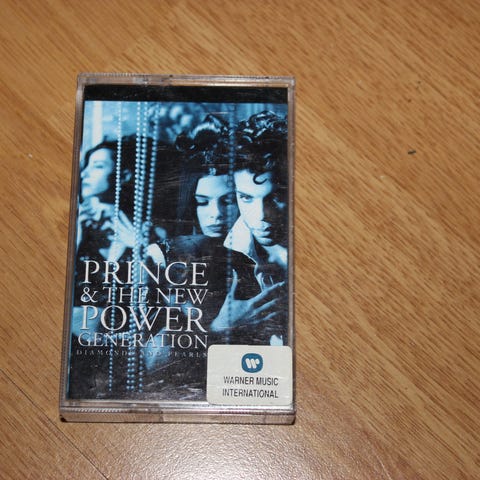 PRINCE
& THE NEW
POWER
GENERATION
DIAMONDS AND PEARLS
WARNER MUSIC
INTERNATIONAL